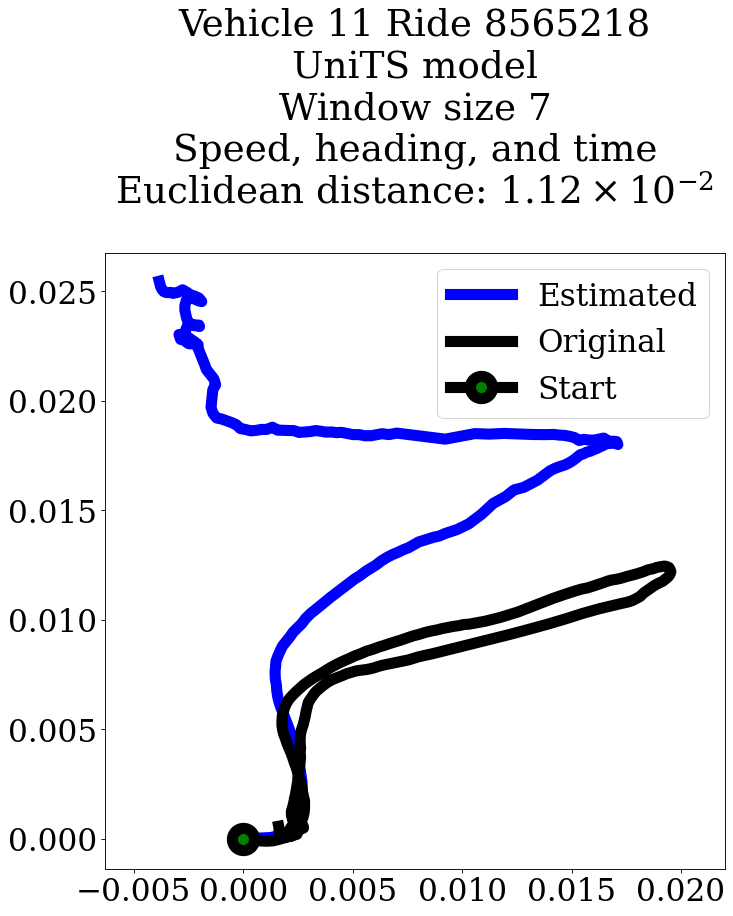 Vehicle 11 Ride 8565218
UniTS model
Window size 7
Speed, heading, and time
Euclidean distance: 1.12 × 10⁻²
Estimated
Original
Start
0.025
0.020
0.015
0.010
0.005
0.000
−0.005 0.000 0.005 0.010 0.015 0.020